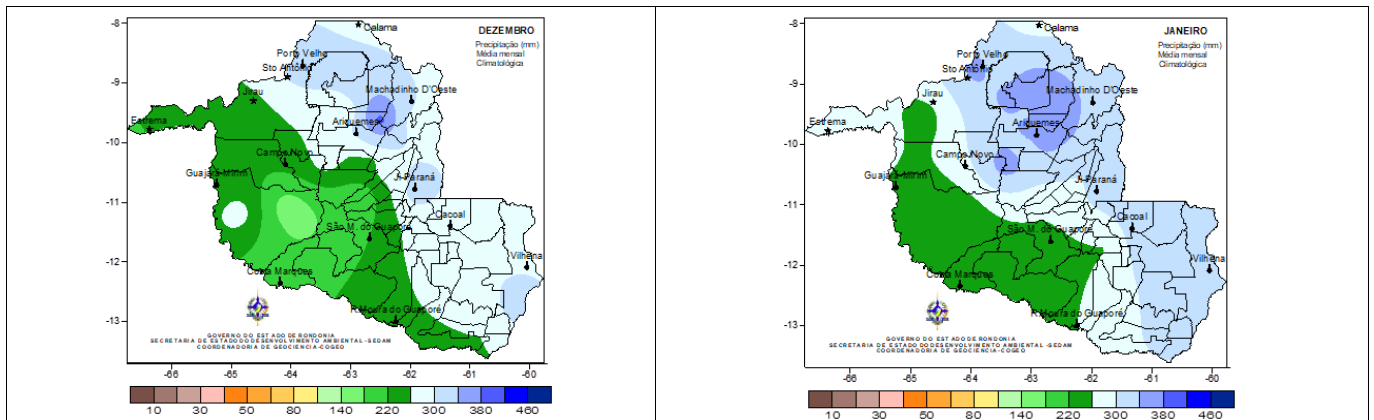 DEZEMBRO
Precipitação (mm)
Média mensal
Climatológica
-8
-9
-10
-11
-12
-13
Calama
Porto Velho
Sto Antônio
Jirau
Machadinho D'Oeste
Estrema
Ariquemes
Campo Novo
Guajará-Mirim
Ji Paraná
Cacoal
São M. do Guaporé
Vilhena
Costa Marques
R.Moura do Guaporé
GOVERNO DO ESTADO DE RONDONIA
SECRETARIA DE ESTADO DO DESENVOLVIMENTO AMBIENTAL -SEDAM
COORDENADORIA DE GEOCIÊNCIA-COGEO
-66 -65 -64 -63 -62 -61 -60
10 30 50 80 140 220 300 380 460
JANEIRO
Precipitação (mm)
Média mensal
Climatológica
-8
-9
-10
-11
-12
-13
Calama
Porto Velho
Sto Antônio
Jirau
Machadinho D'Oeste
Estrema
Ariquemes
Campo Novo
Guajará-Mirim
Ji Paraná
Cacoal
São M. do Guaporé
Vilhena
Costa Marques
R.Moura do Guaporé
GOVERNO DO ESTADO DE RONDONIA
SECRETARIA DE ESTADO DO DESENVOLVIMENTO AMBIENTAL -SEDAM
COORDENADORIA DE GEOCIÊNCIA-COGEO
-66 -65 -64 -63 -62 -61 -60
10 30 50 80 140 220 300 380 460